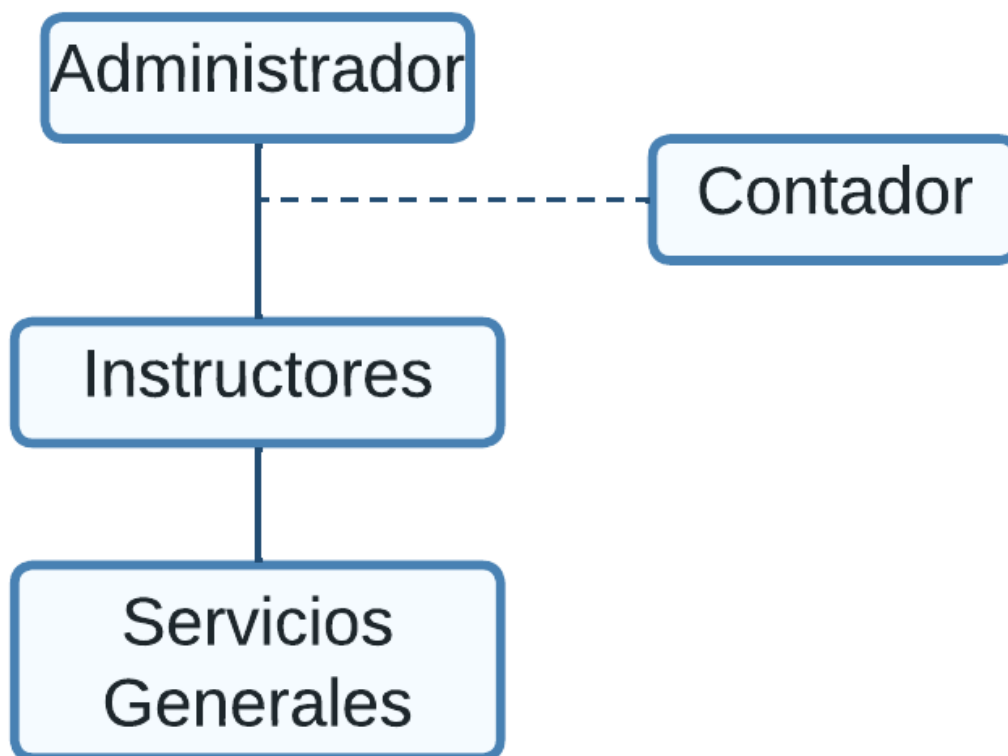 Administrador
Contador
Instructores
Servicios
Generales